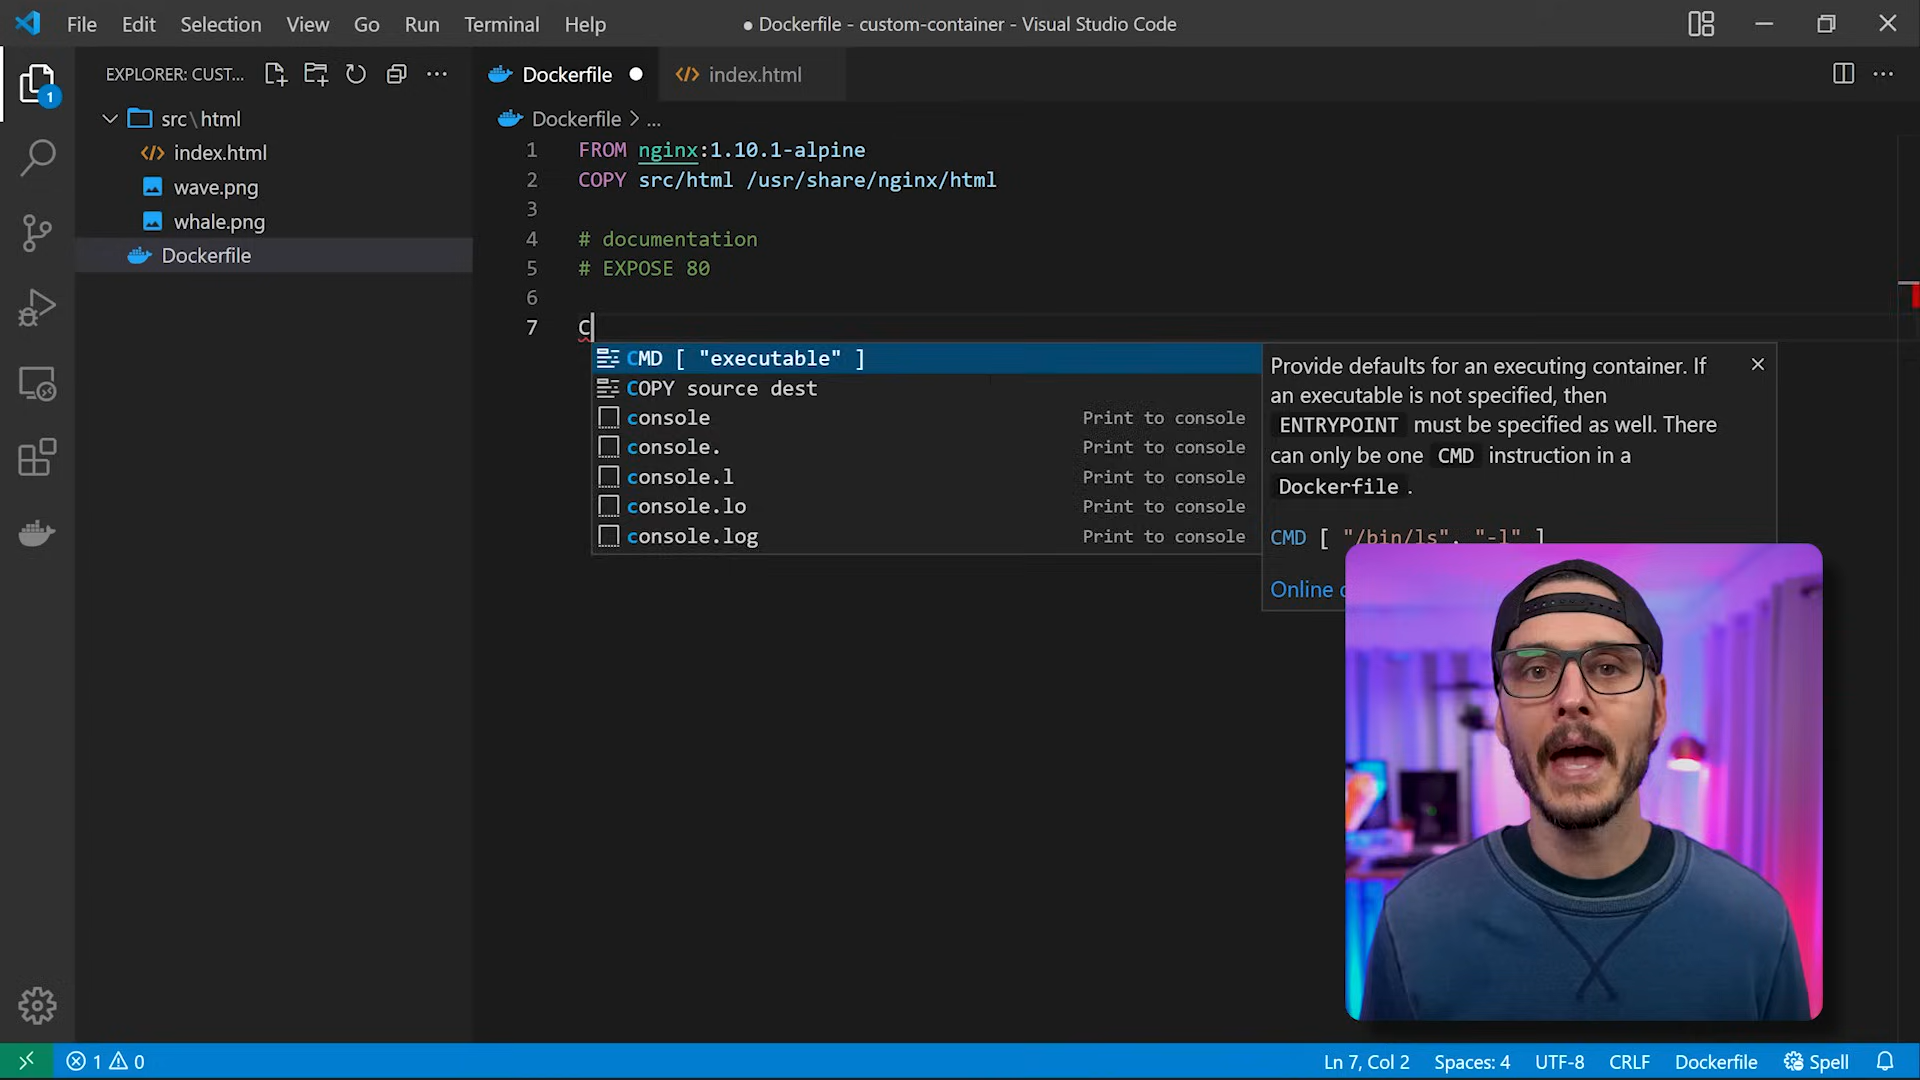 File Edit Selection View Go Run Terminal Help
● Dockerfile - custom-container - Visual Studio Code
EXPLORER: CUST...
1
src\html
index.html
wave.png
whale.png
Dockerfile
Dockerfile
index.html
Dockerfile > ...
1 FROM nginx:1.10.1-alpine
2 COPY src/html /usr/share/nginx/html
3
4 # documentation
5 # EXPOSE 80
6
7 C
CMD [ "executable" ]
COPY source dest
console Print to console
console. Print to console
console.l Print to console
console.lo Print to console
console.log Print to console
Provide defaults for an executing container. If
an executable is not specified, then
ENTRYPOINT must be specified as well. There
can only be one CMD instruction in a
Dockerfile .
CMD [ "/bin/ls", "-l" ]
Online
1 0
Ln 7, Col 2 Spaces: 4 UTF-8 CRLF Dockerfile Spell